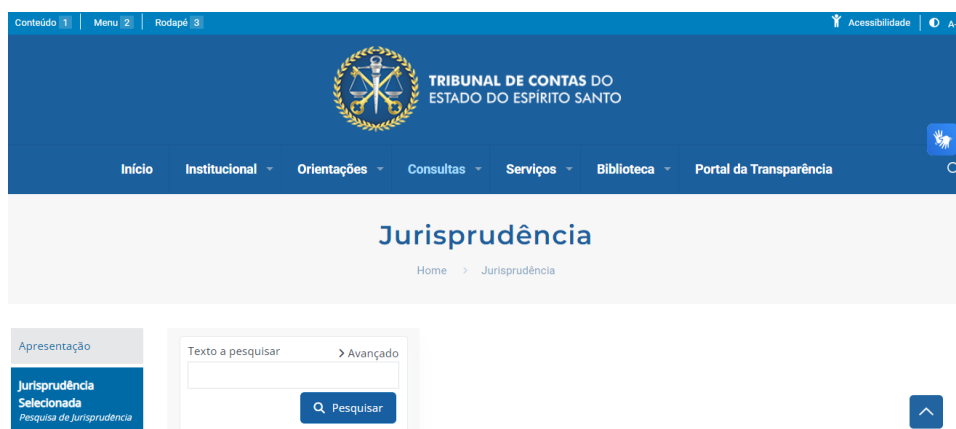 Conteúdo 1 Menu 2 Rodapé 3 Acessibilidade A-
TRIBUNAL DE CONTAS DO
ESTADO DO ESPÍRITO SANTO
Início Institucional Orientações Consultas Serviços Biblioteca Portal da Transparência
Jurisprudência
Home > Jurisprudência
Apresentação
Jurisprudência
Selecionada
Pesquisa de Jurisprudência
Texto a pesquisar > Avançado
Pesquisar